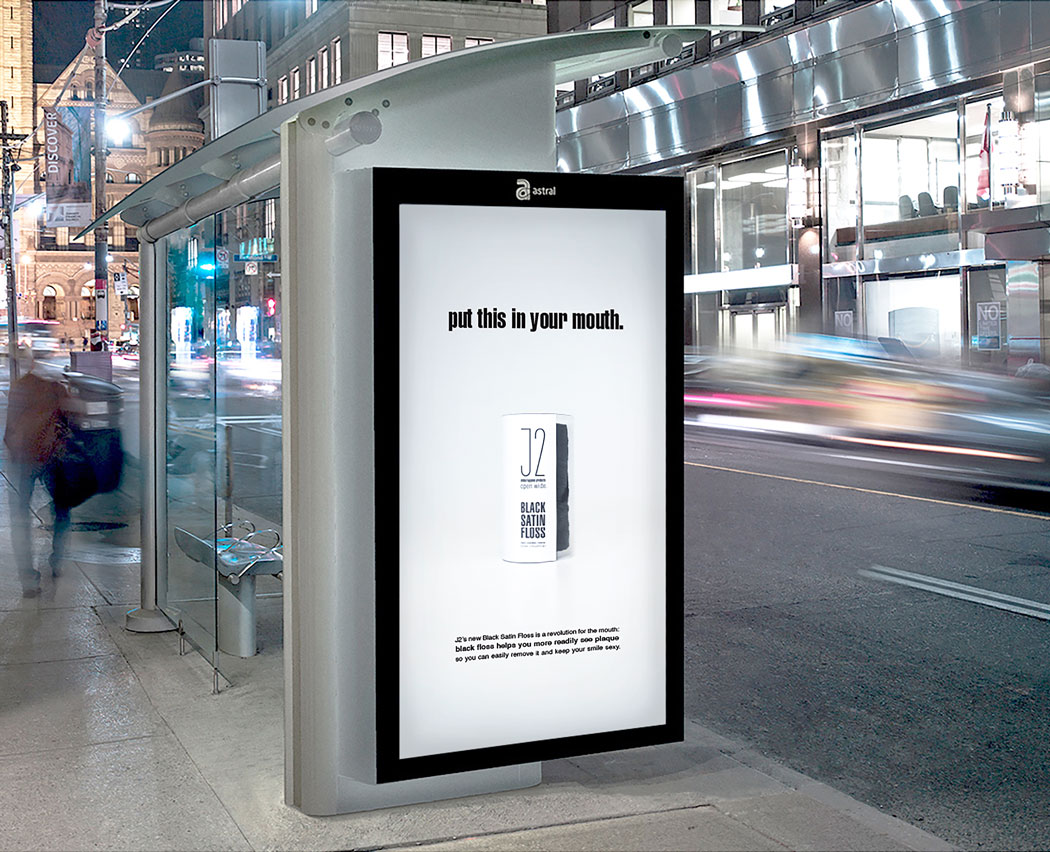 DISCOVER
astral
put this in your mouth.
J2
open wide.
BLACK
SATIN
FLOSS
J2's new Black Satin Floss is a revolution for the mouth:
black floss helps you more readily see plaque
so you can easily remove it and keep your smile sexy.
NO
NO